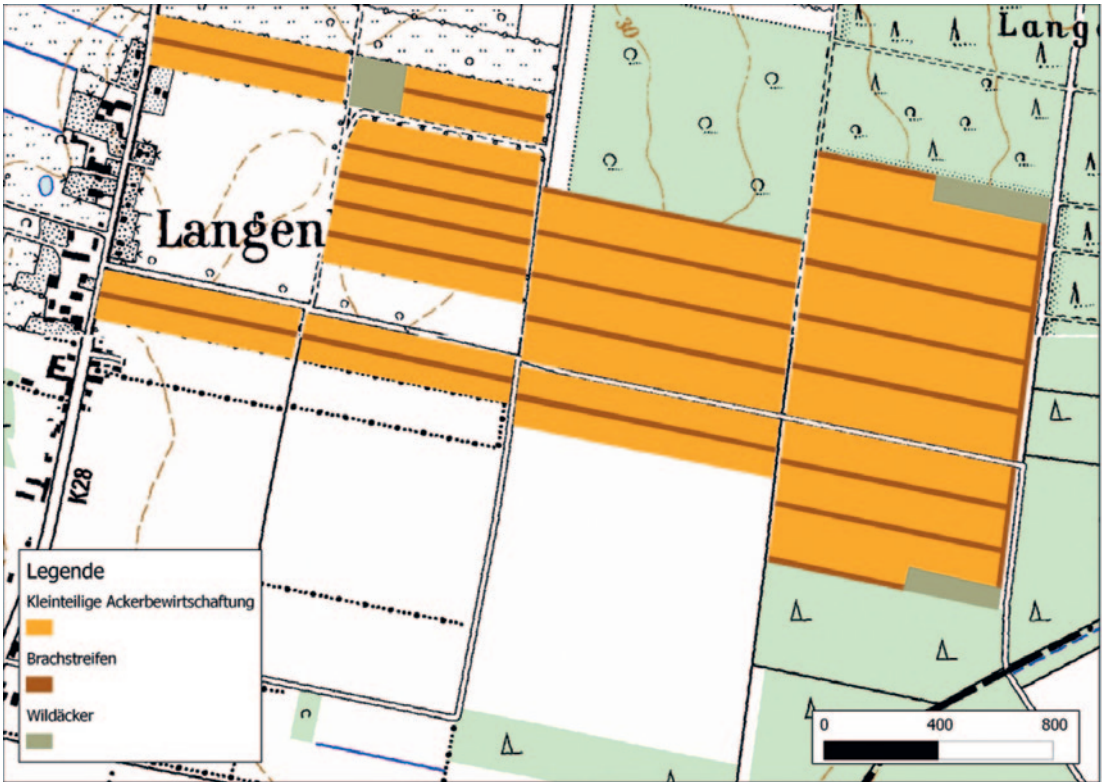 30
Lang
Langen
K28
Legende
Kleinteilige Ackerbewirtschaftung
Brachstreifen
Wildäcker
0 400 800